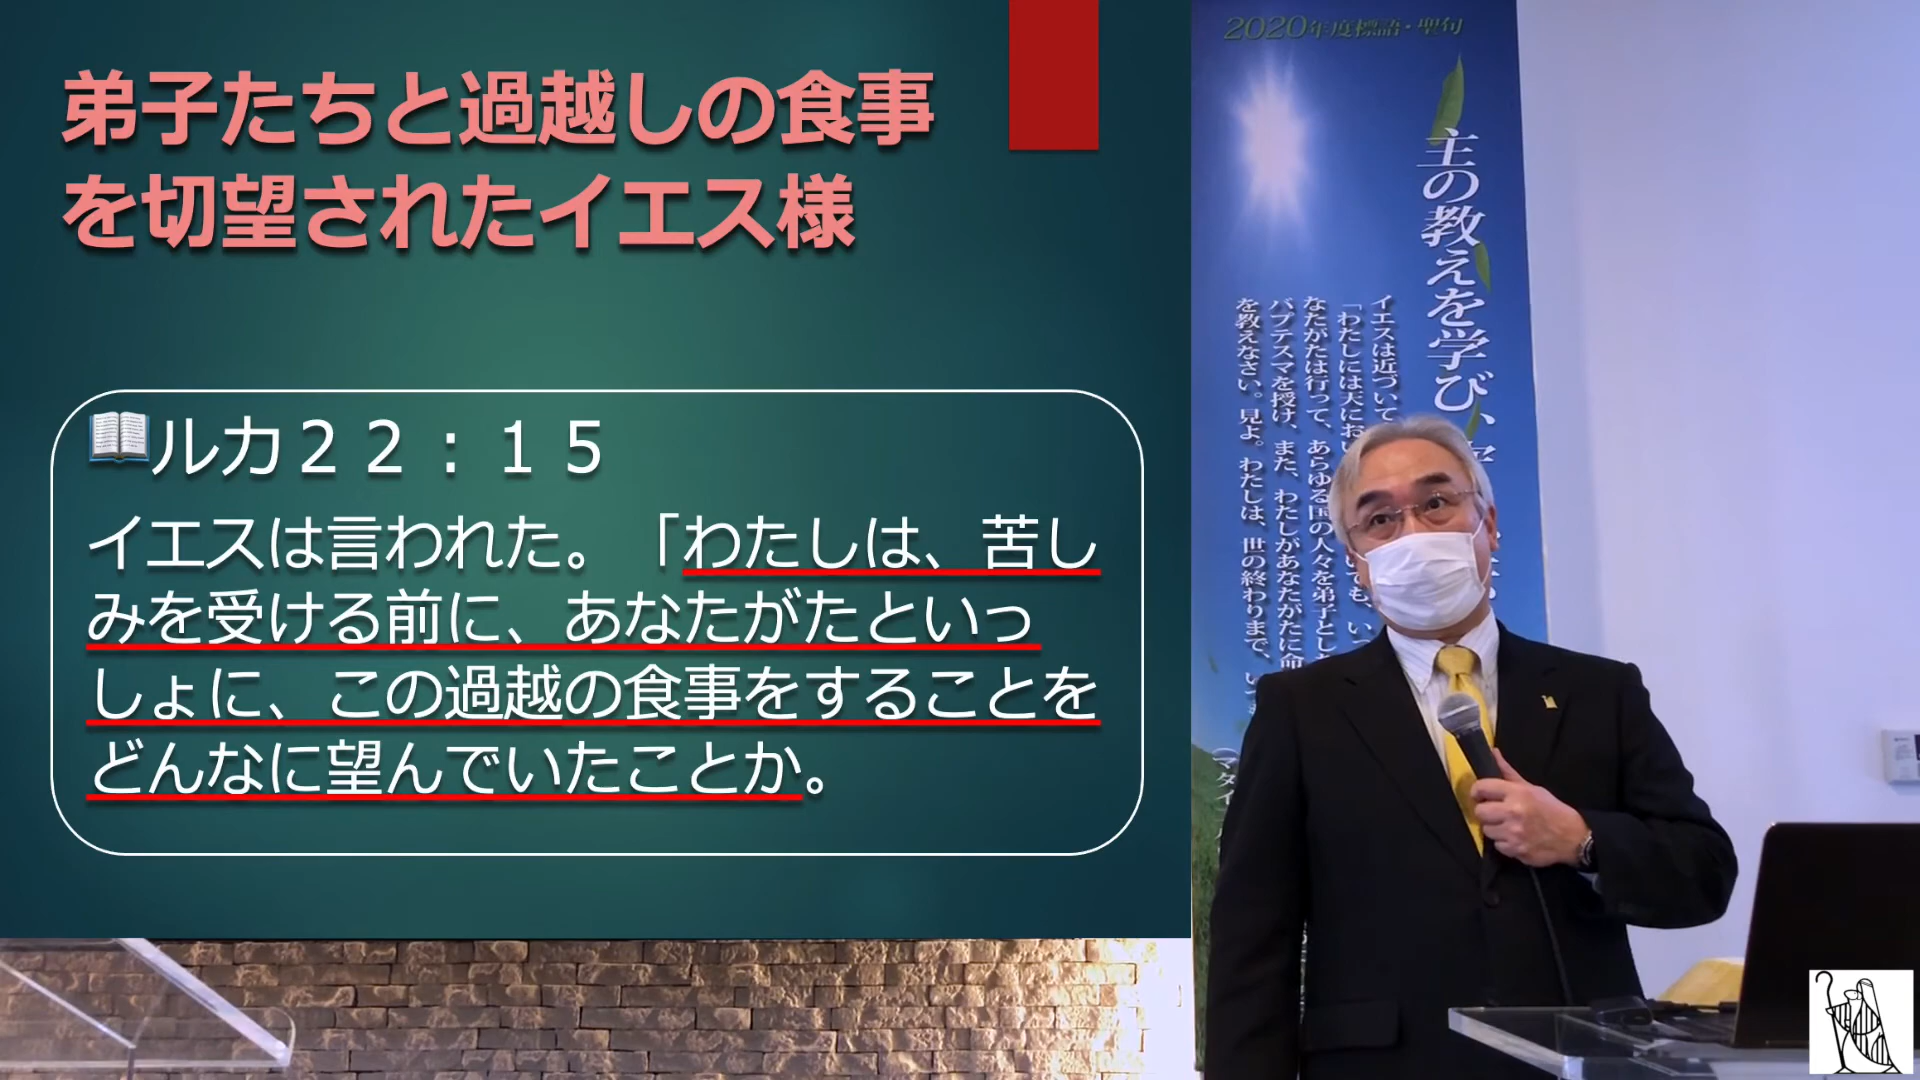 弟子たちと過越しの食事
を切望されたイエス様
ルカ２２：１５
イエスは言われた。「わたしは、苦し
みを受ける前に、あなたがたといっ
しょに、この過越の食事をすることを
どんなに望んでいたことか。
2020年度標語・聖句
主の教えを学び、
イエスは近づいて
「わたしには天にお
なたがたは行って、あらゆる国の人々を弟子とし
バプテスマを授け、また、わたしがあなたがたに命
を教えなさい。見よ。わたしは、世の終わりまで、い
（マタイ